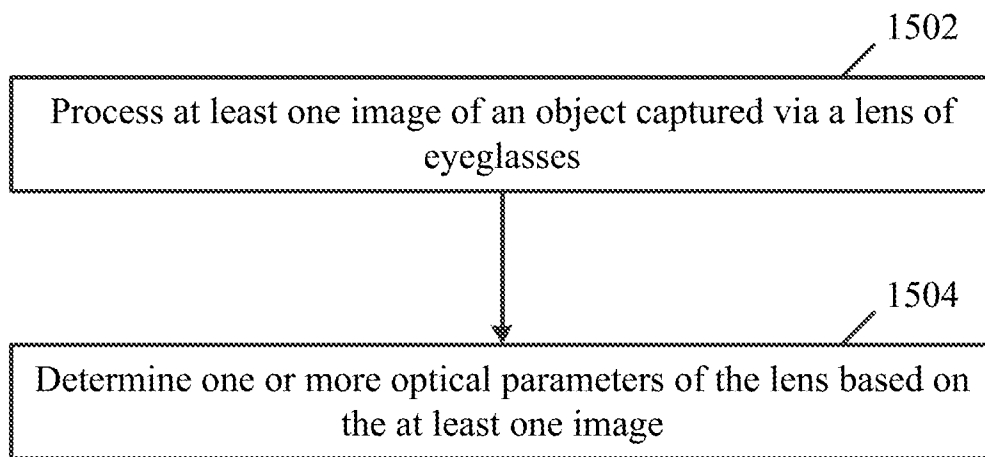 1502
Process at least one image of an object captured via a lens of
eyeglasses
1504
Determine one or more optical parameters of the lens based on
the at least one image